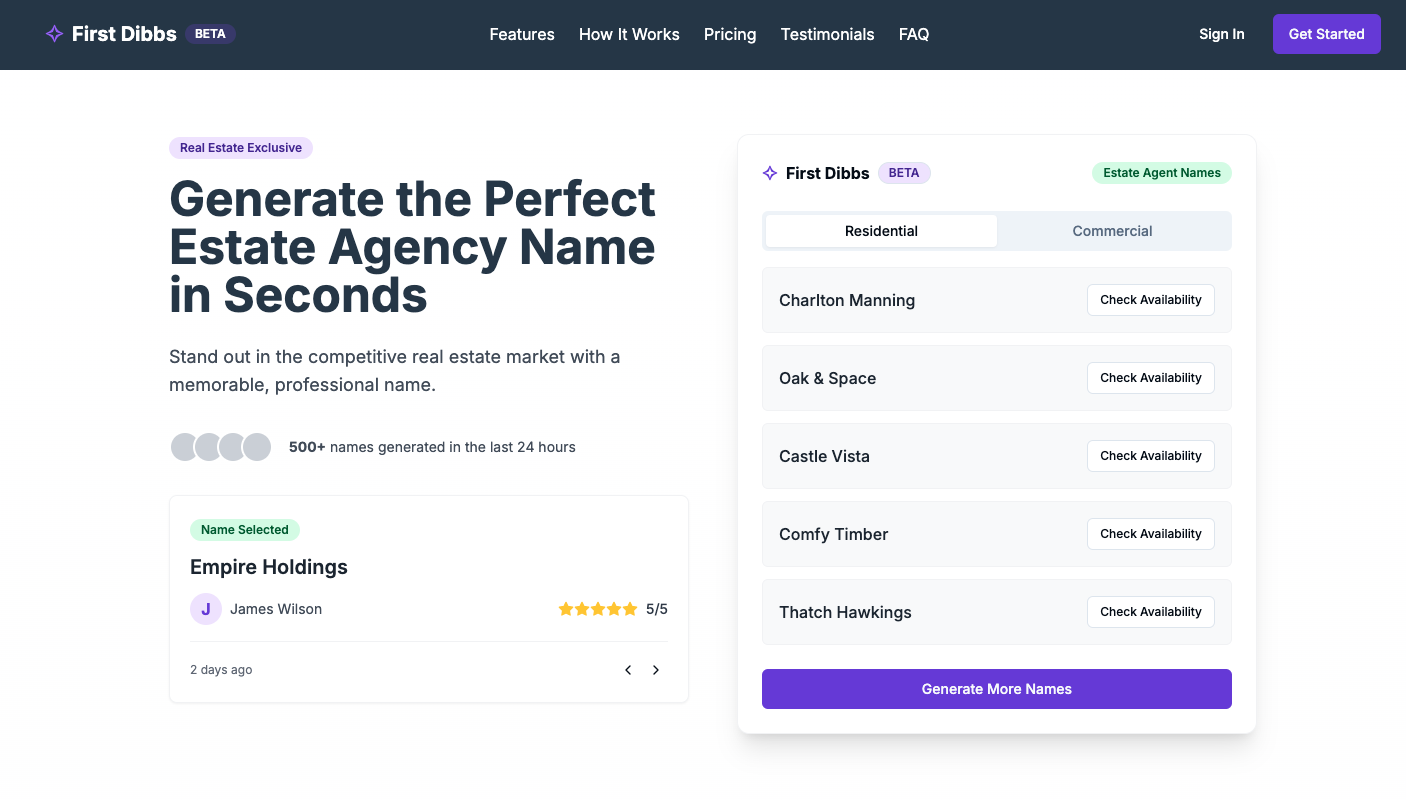 First Dibbs BETA
Features How It Works Pricing Testimonials FAQ
Sign In
Get Started
Real Estate Exclusive
Generate the Perfect
Estate Agency Name
in Seconds
Stand out in the competitive real estate market with a
memorable, professional name.
500+ names generated in the last 24 hours
Name Selected
Empire Holdings
J James Wilson 5/5
2 days ago
First Dibbs BETA Estate Agent Names
Residential Commercial
Charlton Manning Check Availability
Oak & Space Check Availability
Castle Vista Check Availability
Comfy Timber Check Availability
Thatch Hawkings Check Availability
Generate More Names